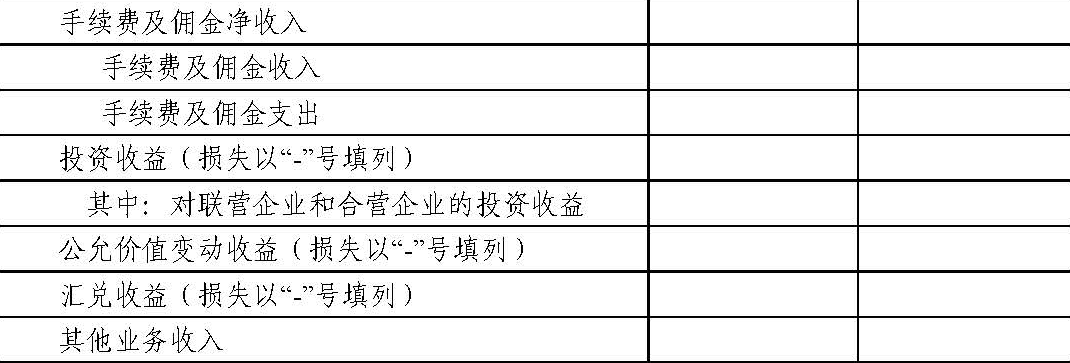 手续费及佣金净收入
手续费及佣金收入
手续费及佣金支出
投资收益（损失以“-”号填列）
其中：对联营企业和合营企业的投资收益
公允价值变动收益（损失以“-”号填列）
汇兑收益（损失以“-”号填列）
其他业务收入